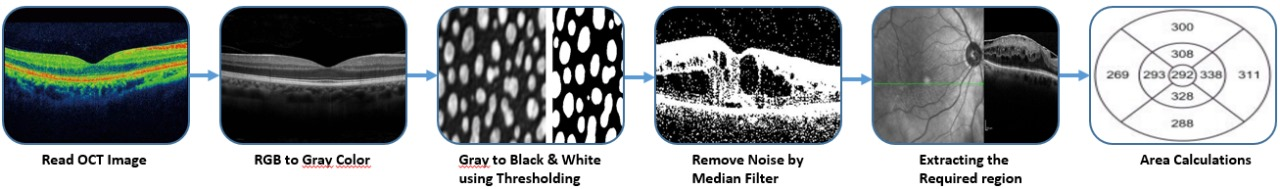 300
308
269 293 292 338 311
328
288
Read OCT Image
RGB to Gray Color
Gray to Black & White
using Thresholding
Remove Noise by
Median Filter
Extracting the
Required region
Area Calculations